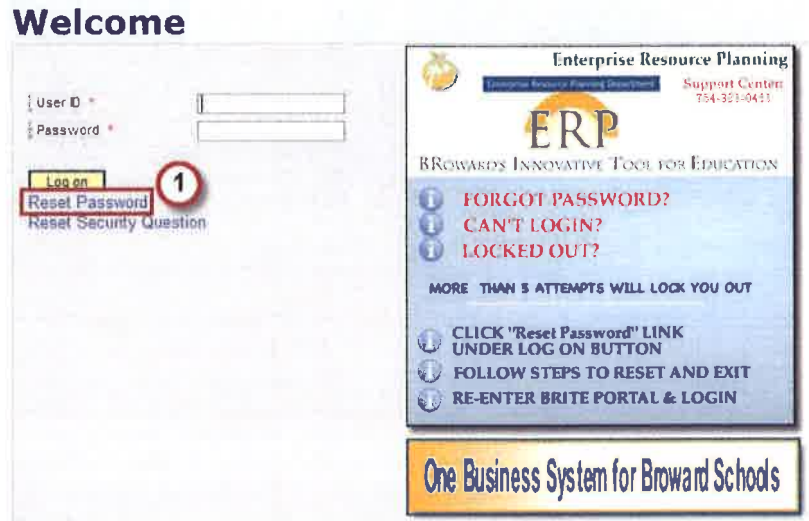 Welcome
User ID *
Password *
Log on
1
Reset Password
Reset Security Question
Enterprise Resource Planning
Enterprise Resource Planning Department
Support Center
ERP
BROWARD'S INNOVATIVE TOOL FOR EDUCATION
FORGOT PASSWORD?
CAN'T LOGIN?
LOCKED OUT?
MORE THAN 5 ATTEMPTS WILL LOCK YOU OUT
CLICK "Reset Password" LINK
UNDER LOG ON BUTTON
FOLLOW STEPS TO RESET AND EXIT
RE-ENTER BRITE PORTAL & LOGIN
One Business System for Broward Schools